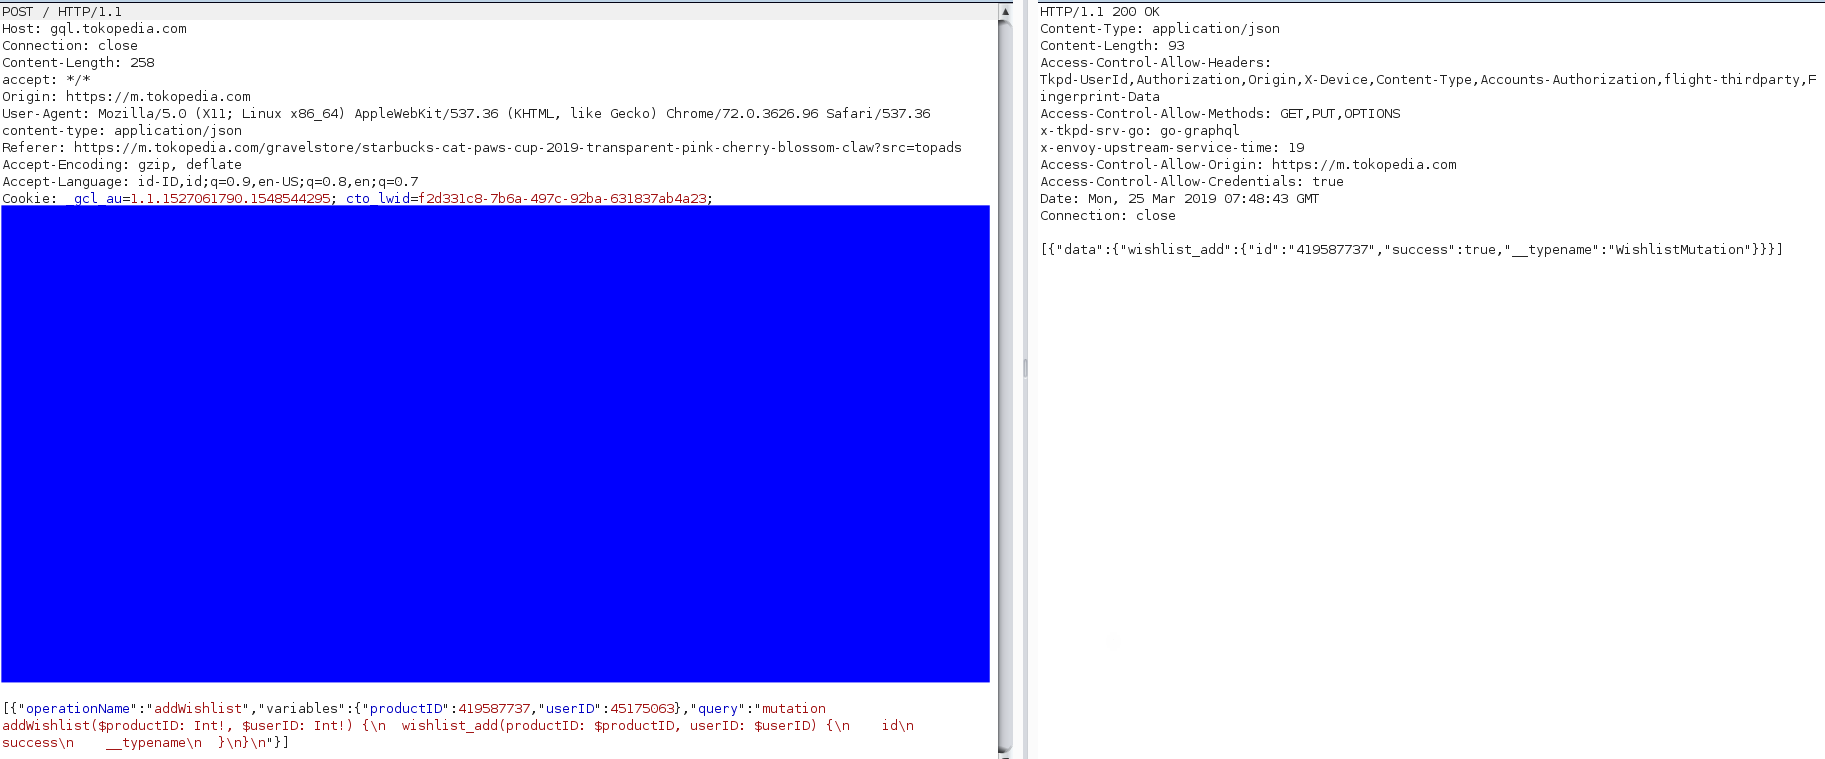 POST / HTTP/1.1
Host: gql.tokopedia.com
Connection: close
Content-Length: 258
accept: */*
Origin: https://m.tokopedia.com
User-Agent: Mozilla/5.0 (X11; Linux x86_64) AppleWebKit/537.36 (KHTML, like Gecko) Chrome/72.0.3626.96 Safari/537.36
content-type: application/json
Referer: https://m.tokopedia.com/gravelstore/starbucks-cat-paws-cup-2019-transparent-pink-cherry-blossom-claw?src=topads
Accept-Encoding: gzip, deflate
Accept-Language: id-ID,id;q=0.9,en-US;q=0.8,en;q=0.7
Cookie: _gcl_au=1.1.1527061790.1548544295; cto_lwid=f2d331c8-7b6a-497c-92ba-631837ab4a23;
[{"operationName":"addWishlist","variables":{"productID":419587737,"userID":45175063},"query":"mutation
addWishlist($productID: Int!, $userID: Int!) {\n  wishlist_add(productID: $productID, userID: $userID) {\n    id\n
success\n    __typename\n  }\n}\n"}]
HTTP/1.1 200 OK
Content-Type: application/json
Content-Length: 93
Access-Control-Allow-Headers:
Tkpd-UserId,Authorization,Origin,X-Device,Content-Type,Accounts-Authorization,flight-thirdparty,F
ingerprint-Data
Access-Control-Allow-Methods: GET,PUT,OPTIONS
x-tkpd-srv-go: go-graphql
x-envoy-upstream-service-time: 19
Access-Control-Allow-Origin: https://m.tokopedia.com
Access-Control-Allow-Credentials: true
Date: Mon, 25 Mar 2019 07:48:43 GMT
Connection: close
[{"data":{"wishlist_add":{"id":"419587737","success":true,"__typename":"WishlistMutation"}}}]